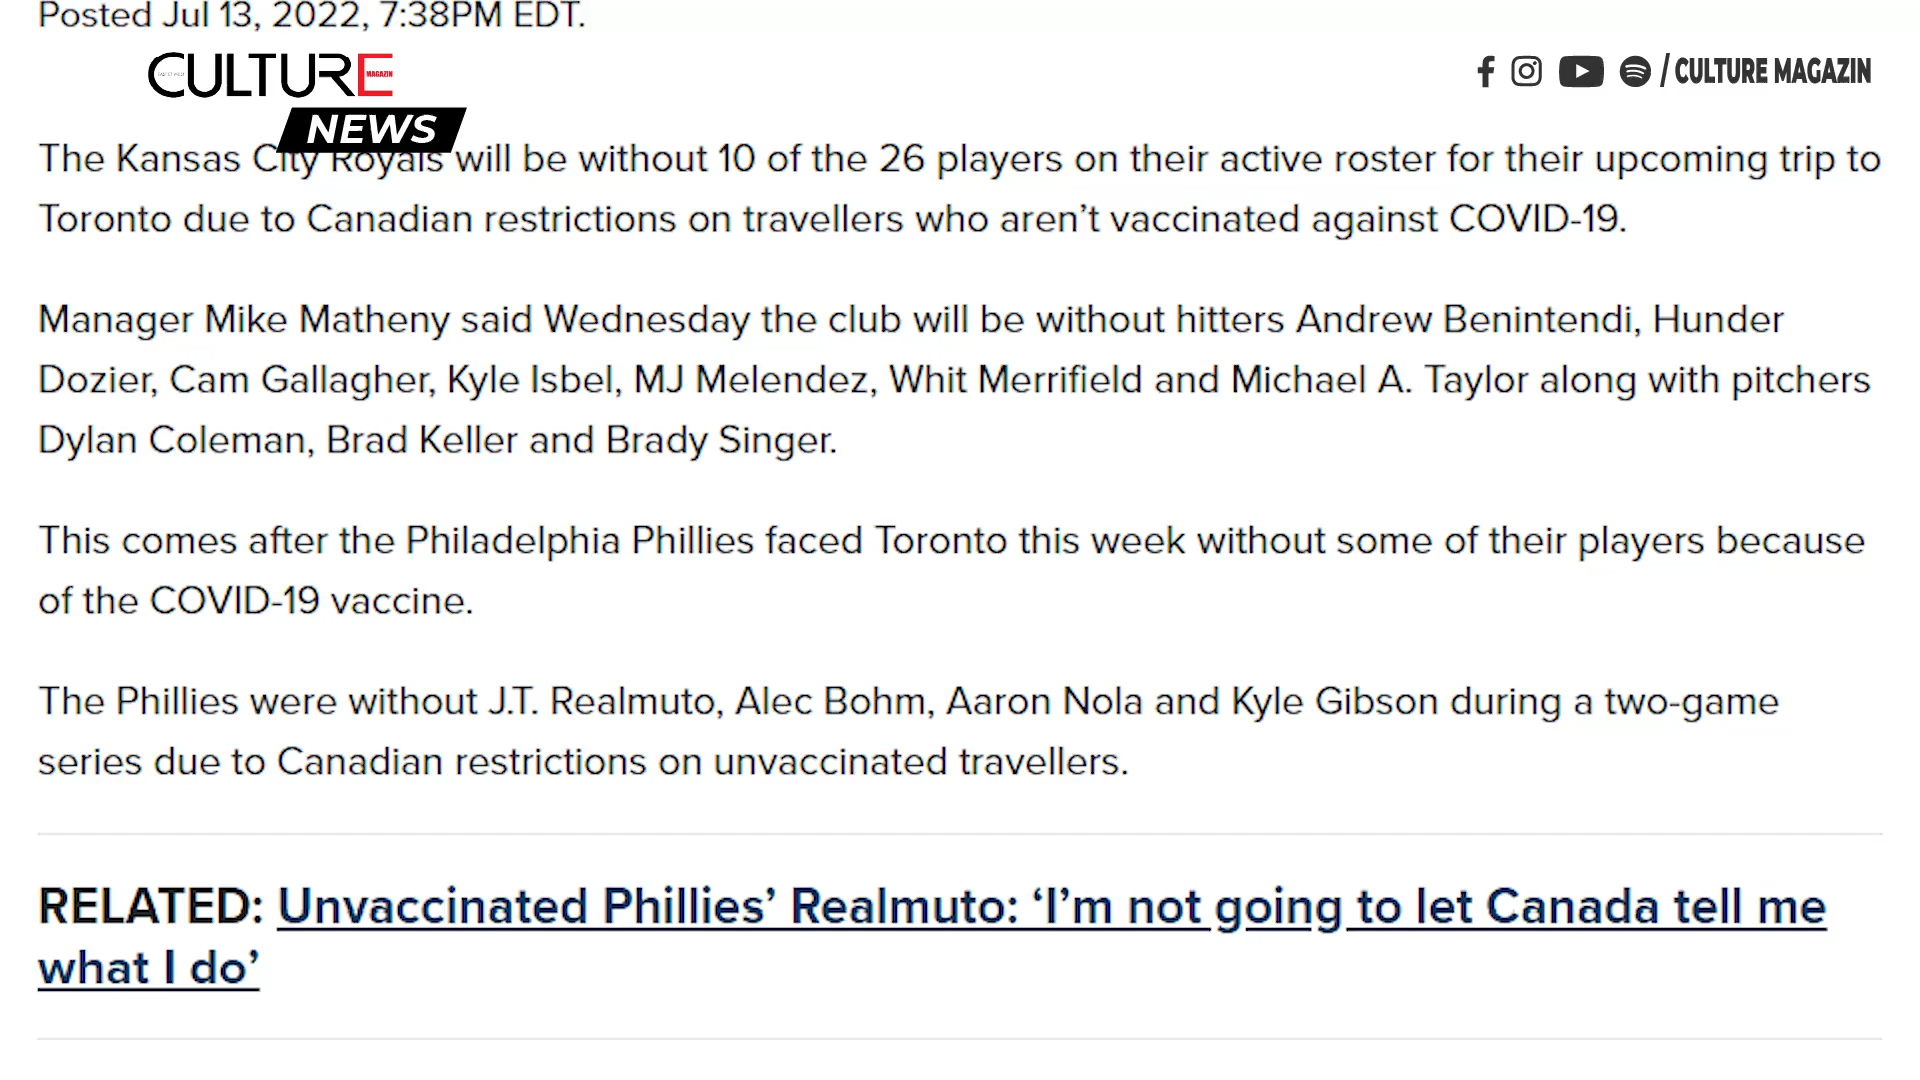 Posted Jul 13, 2022, 7:38PM EDT.
CULTURE
MAGAZIN
NEWS
/ CULTURE MAGAZIN
The Kansas City Royals will be without 10 of the 26 players on their active roster for their upcoming trip to
Toronto due to Canadian restrictions on travellers who aren’t vaccinated against COVID-19.
Manager Mike Matheny said Wednesday the club will be without hitters Andrew Benintendi, Hunder
Dozier, Cam Gallagher, Kyle Isbel, MJ Melendez, Whit Merrifield and Michael A. Taylor along with pitchers
Dylan Coleman, Brad Keller and Brady Singer.
This comes after the Philadelphia Phillies faced Toronto this week without some of their players because
of the COVID-19 vaccine.
The Phillies were without J.T. Realmuto, Alec Bohm, Aaron Nola and Kyle Gibson during a two-game
series due to Canadian restrictions on unvaccinated travellers.
RELATED: Unvaccinated Phillies’ Realmuto: ‘I’m not going to let Canada tell me
what I do’